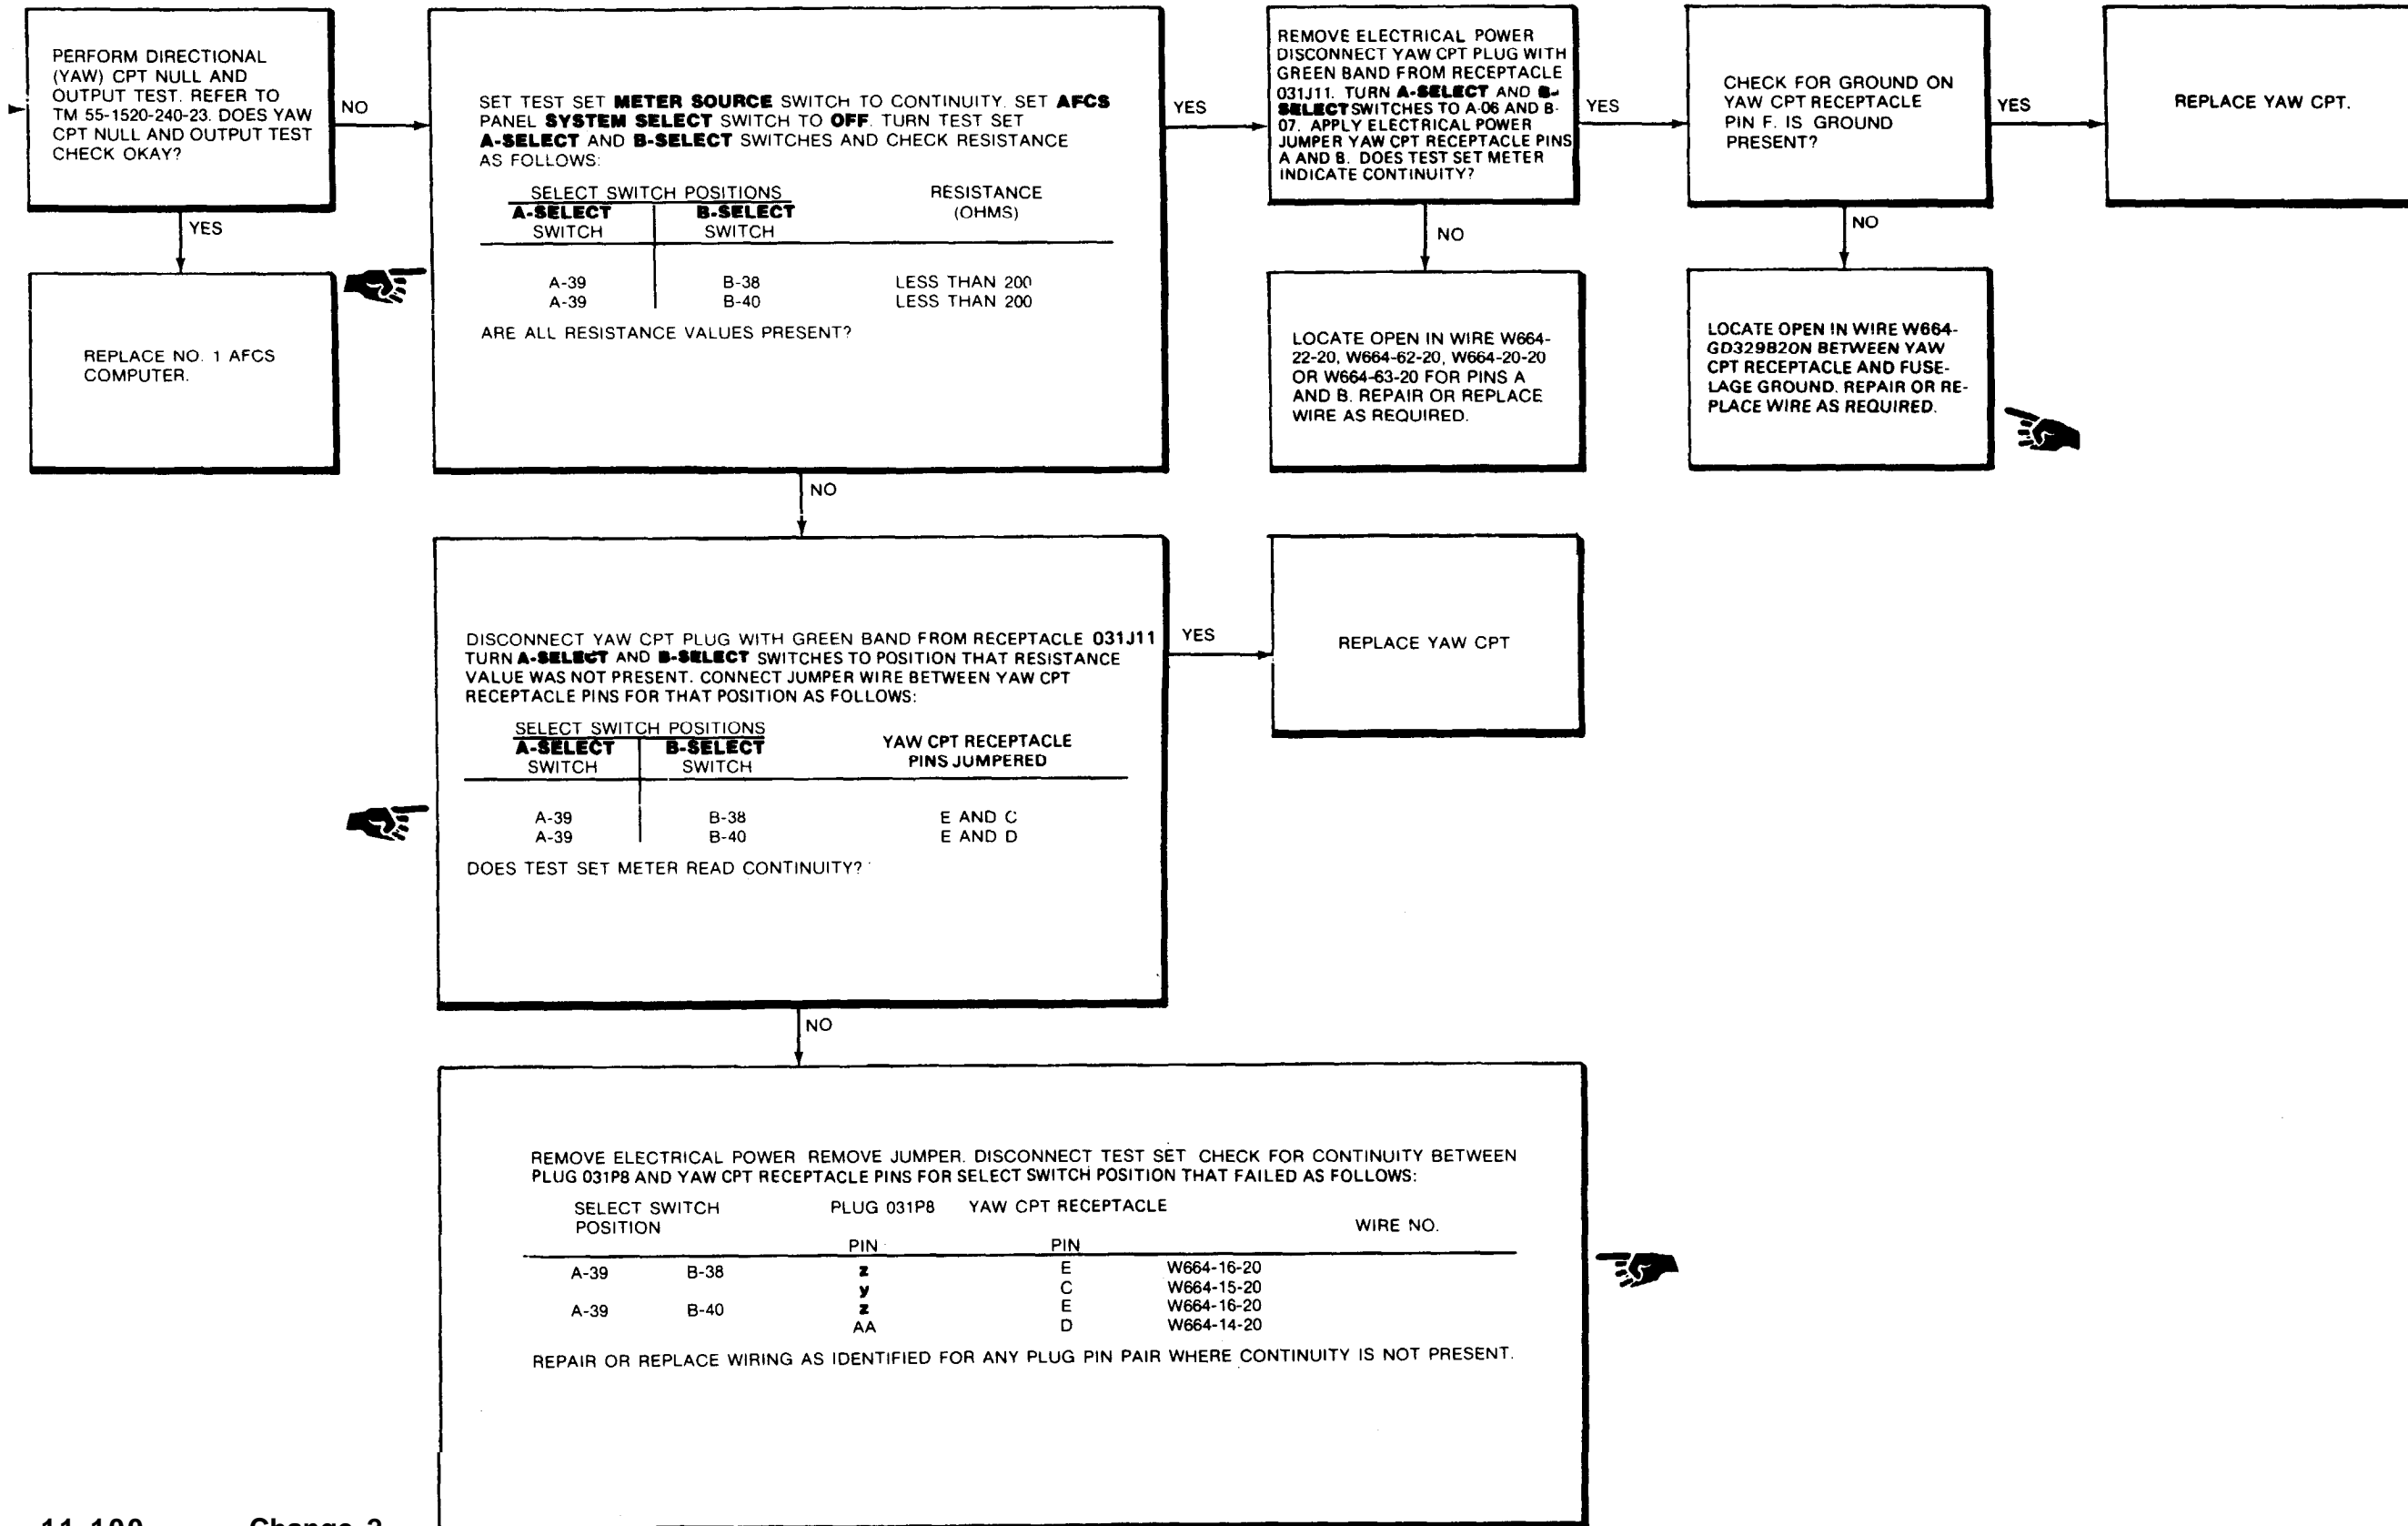 PERFORM DIRECTIONAL
(YAW) CPT NULL AND
OUTPUT TEST. REFER TO
TM 55-1520-240-23. DOES YAW
CPT NULL AND OUTPUT TEST
CHECK OKAY?
NO
YES
REPLACE NO. 1 AFCS
COMPUTER.
SET TEST SET METER SOURCE SWITCH TO CONTINUITY. SET AFCS
PANEL SYSTEM SELECT SWITCH TO OFF. TURN TEST SET
A-SELECT AND B-SELECT SWITCHES AND CHECK RESISTANCE
AS FOLLOWS:
SELECT SWITCH POSITIONS RESISTANCE
A-SELECT B-SELECT (OHMS)
SWITCH SWITCH
A-39 B-38 LESS THAN 200
A-39 B-40 LESS THAN 200
ARE ALL RESISTANCE VALUES PRESENT?
YES
NO
REMOVE ELECTRICAL POWER
DISCONNECT YAW CPT PLUG WITH
GREEN BAND FROM RECEPTACLE
031J11. TURN A-SELECT AND B-
SELECT SWITCHES TO A-06 AND B-
07. APPLY ELECTRICAL POWER
JUMPER YAW CPT RECEPTACLE PINS
A AND B. DOES TEST SET METER
INDICATE CONTINUITY?
YES
NO
LOCATE OPEN IN WIRE W664-
22-20, W664-62-20, W664-20-20
OR W664-63-20 FOR PINS A
AND B. REPAIR OR REPLACE
WIRE AS REQUIRED.
CHECK FOR GROUND ON
YAW CPT RECEPTACLE
PIN F. IS GROUND
PRESENT?
YES
NO
REPLACE YAW CPT.
LOCATE OPEN IN WIRE W664-
GD329B20N BETWEEN YAW
CPT RECEPTACLE AND FUSE-
LAGE GROUND. REPAIR OR RE-
PLACE WIRE AS REQUIRED.
DISCONNECT YAW CPT PLUG WITH GREEN BAND FROM RECEPTACLE 031J11
TURN A-SELECT AND B-SELECT SWITCHES TO POSITION THAT RESISTANCE
VALUE WAS NOT PRESENT. CONNECT JUMPER WIRE BETWEEN YAW CPT
RECEPTACLE PINS FOR THAT POSITION AS FOLLOWS:
SELECT SWITCH POSITIONS
A-SELECT B-SELECT YAW CPT RECEPTACLE
SWITCH SWITCH PINS JUMPERED
A-39 B-38 E AND C
A-39 B-40 E AND D
DOES TEST SET METER READ CONTINUITY?
YES
REPLACE YAW CPT
NO
REMOVE ELECTRICAL POWER REMOVE JUMPER. DISCONNECT TEST SET CHECK FOR CONTINUITY BETWEEN
PLUG 031P8 AND YAW CPT RECEPTACLE PINS FOR SELECT SWITCH POSITION THAT FAILED AS FOLLOWS:
SELECT SWITCH PLUG 031P8 YAW CPT RECEPTACLE
POSITION WIRE NO.
PIN PIN
A-39 B-38 z E W664-16-20
y C W664-15-20
A-39 B-40 z E W664-16-20
AA D W664-14-20
REPAIR OR REPLACE WIRING AS IDENTIFIED FOR ANY PLUG PIN PAIR WHERE CONTINUITY IS NOT PRESENT.